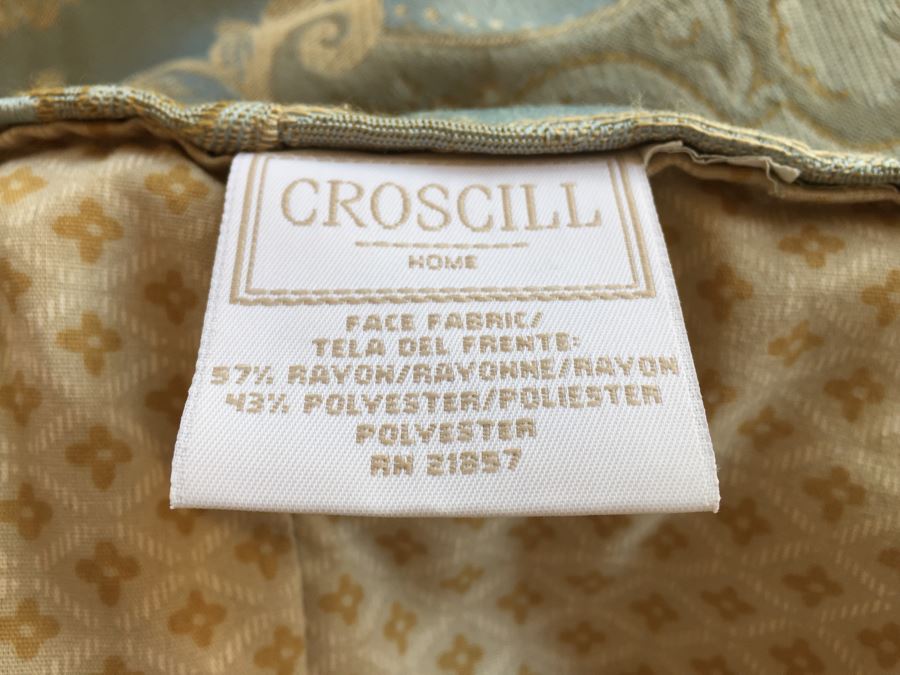 CROSCILL
HOME
FACE FABRIC/
TELA DEL FRENTE:
57% RAYON/RAYONNE/RAYON
43% POLYESTER/POLIESTER
POLYESTER
RN 21857